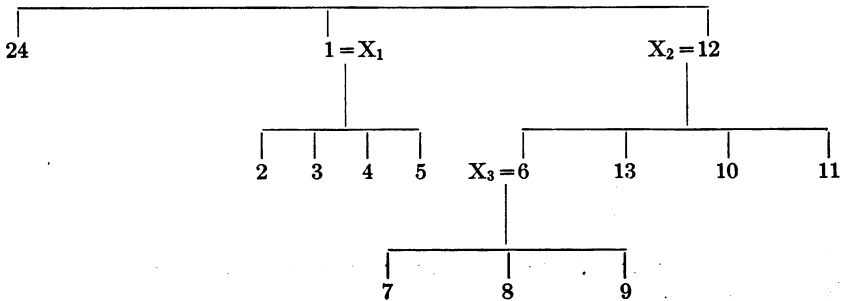 24 1 = X₁ X₂ = 12
2 3 4 5 X₃ = 6 13 10 11
7 8 9